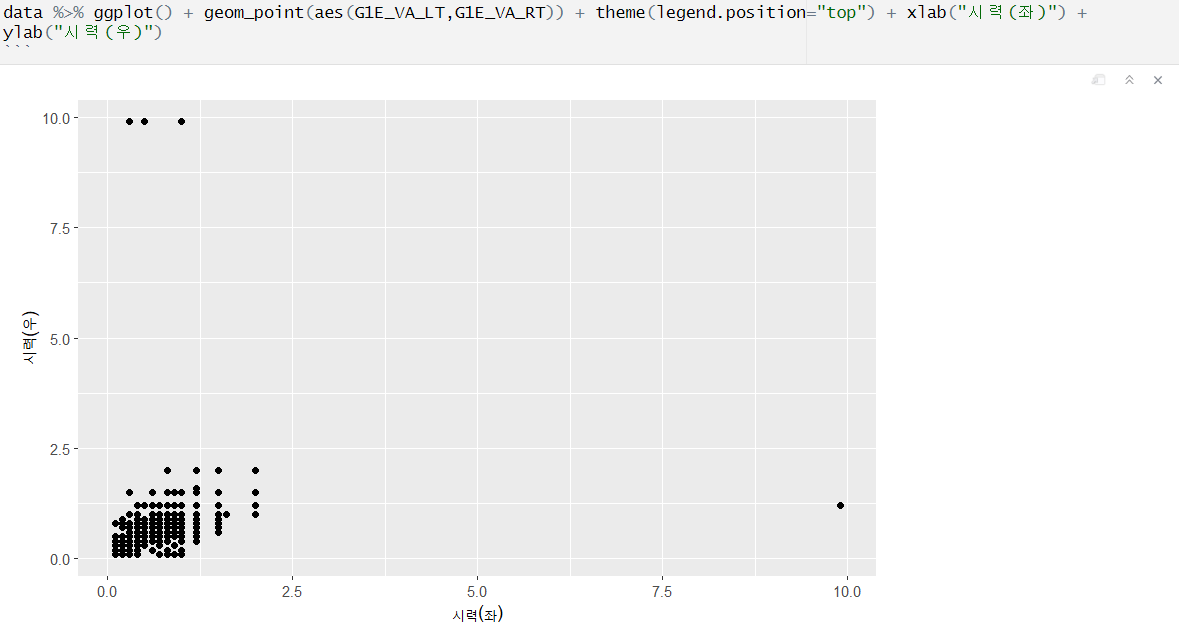 data %>% ggplot() + geom_point(aes(G1E_VA_LT,G1E_VA_RT)) + theme(legend.position="top") + xlab("시력(좌)") +
ylab("시력(우)")
```
10.0
7.5
5.0
2.5
0.0
시력(우)
0.0 2.5 5.0 7.5 10.0
시력(좌)